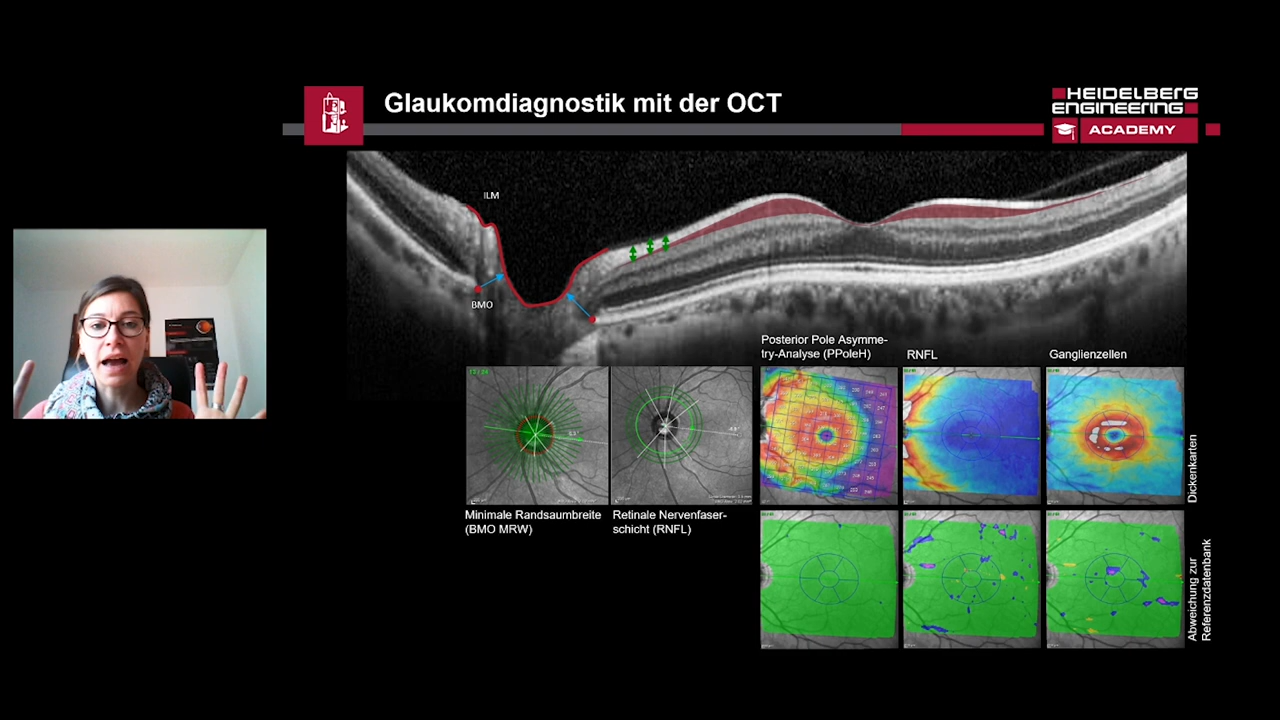 Glaukomdiagnostik mit der OCT
HEIDELBERG
ENGINEERING
ACADEMY
ILM
BMO
Posterior Pole Asymme-
try-Analyse (PPoleH)
RNFL
Ganglienzellen
Dickenkarten
Minimale Randsaumbreite
(BMO MRW)
Retinale Nervenfaser-
schicht (RNFL)
Abweichung zur
Referenzdatenbank